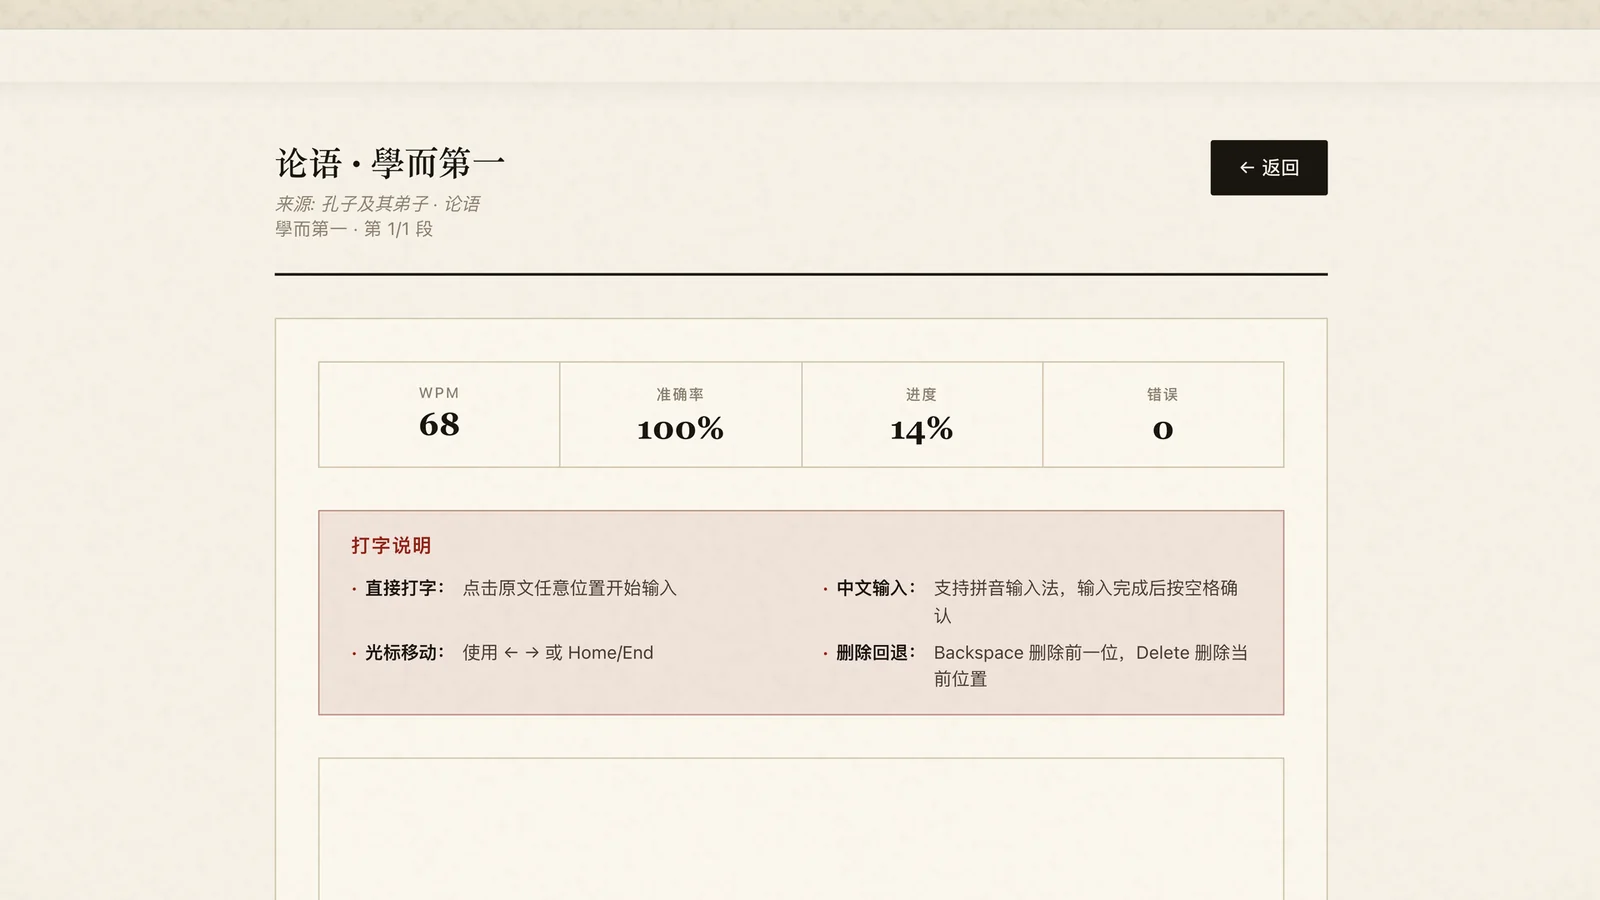 论语 · 學而第一
← 返回
来源: 孔子及其弟子 · 论语
學而第一 · 第 1/1 段
WPM
68
准确率
100%
进度
14%
错误
0
打字说明
· 直接打字： 点击原文任意位置开始输入
· 中文输入： 支持拼音输入法，输入完成后按空格确
认
· 光标移动： 使用 ← → 或 Home/End
· 删除回退： Backspace 删除前一位，Delete 删除当
前位置